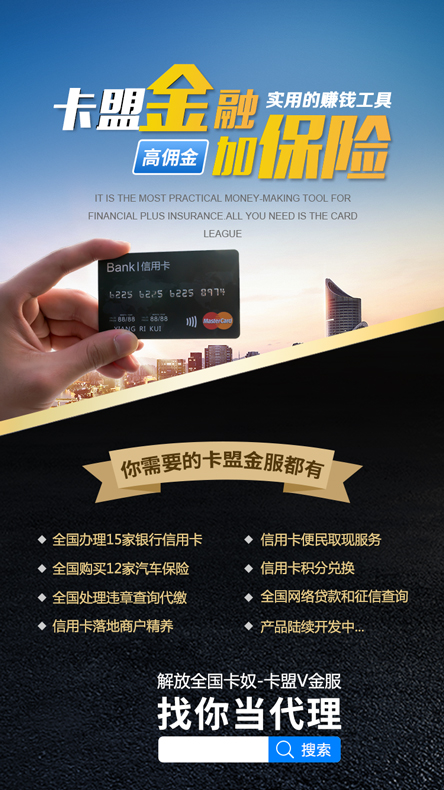 卡盟金融 实用的赚钱工具
高佣金 加保险
IT IS THE MOST PRACTICAL MONEY-MAKING TOOL FOR
FINANCIAL PLUS INSURANCE.ALL YOU NEED IS THE CARD
LEAGUE
Bank|信用卡
6225 6225 6225 8974
88/88 88/88
XIANG RI KUI
MasterCard
你需要的卡盟金服都有
全国办理15家银行信用卡
全国购买12家汽车保险
全国处理违章查询代缴
信用卡落地商户精养
信用卡便民取现服务
信用卡积分兑换
全国网络贷款和征信查询
产品陆续开发中...
解放全国卡奴-卡盟V金服
找你当代理
搜索